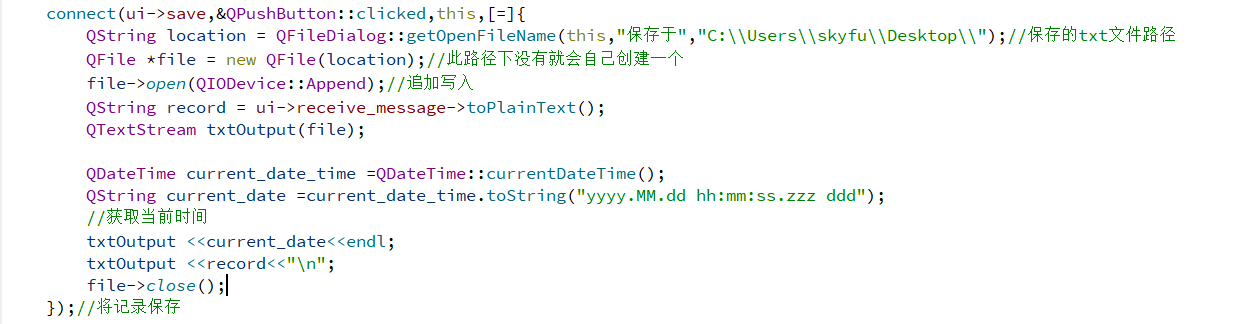 connect(ui->save,&QPushButton::clicked,this,[=]{
QString location = QFileDialog::getOpenFileName(this,"保存于","C:\\Users\\skyfu\\Desktop\\");//保存的txt文件路径
QFile *file = new QFile(location);//此路径下没有就会自己创建一个
file->open(QIODevice::Append);//追加写入
QString record = ui->receive_message->toPlainText();
QTextStream txtOutput(file);
QDateTime current_date_time =QDateTime::currentDateTime();
QString current_date =current_date_time.toString("yyyy.MM.dd hh:mm:ss.zzz ddd");
//获取当前时间
txtOutput <<current_date<<endl;
txtOutput <<record<<"\n";
file->close();
});//将记录保存